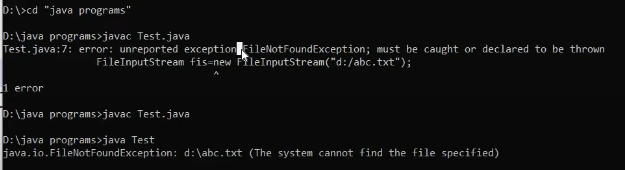 D:\>cd "java programs"
D:\java programs>javac Test.java
Test.java:7: error: unreported exception FileNotFoundException; must be caught or declared to be thrown
FileInputStream fis=new FileInputStream("d:/abc.txt");
^
1 error
D:\java programs>javac Test.java
D:\java programs>java Test
java.io.FileNotFoundException: d:\abc.txt (The system cannot find the file specified)